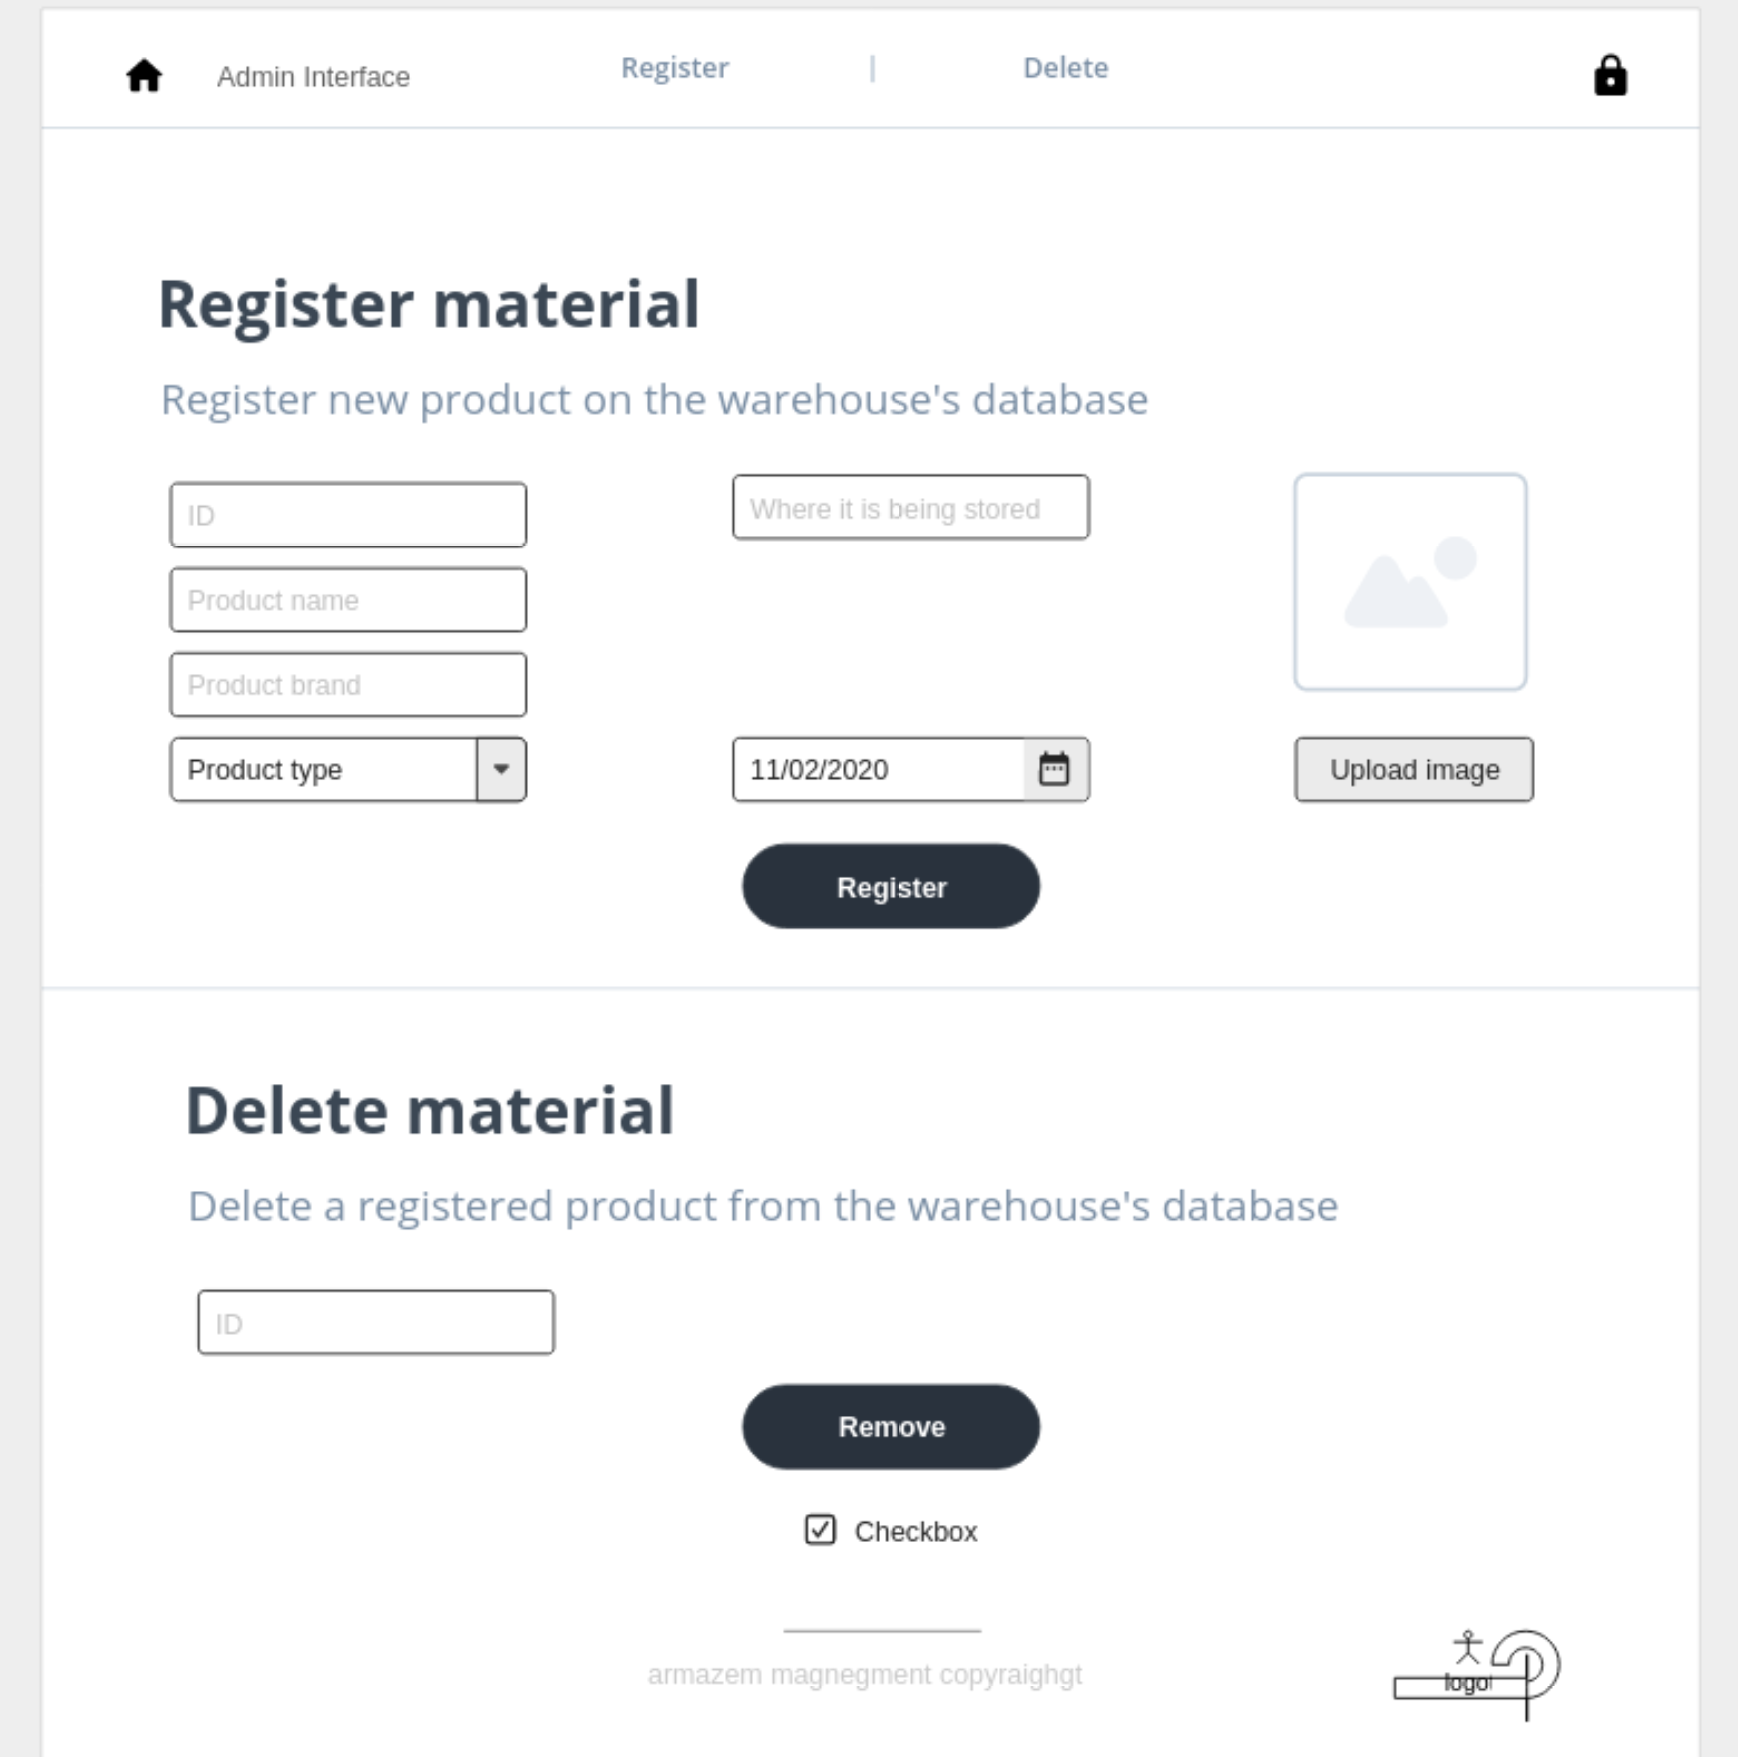 Admin Interface
Register
|
Delete
Register material
Register new product on the warehouse's database
ID
Where it is being stored
Product name
Product brand
Product type
11/02/2020
Upload image
Register
Delete material
Delete a registered product from the warehouse's database
ID
Remove
Checkbox
armazem magnegment copyraighgt
logo